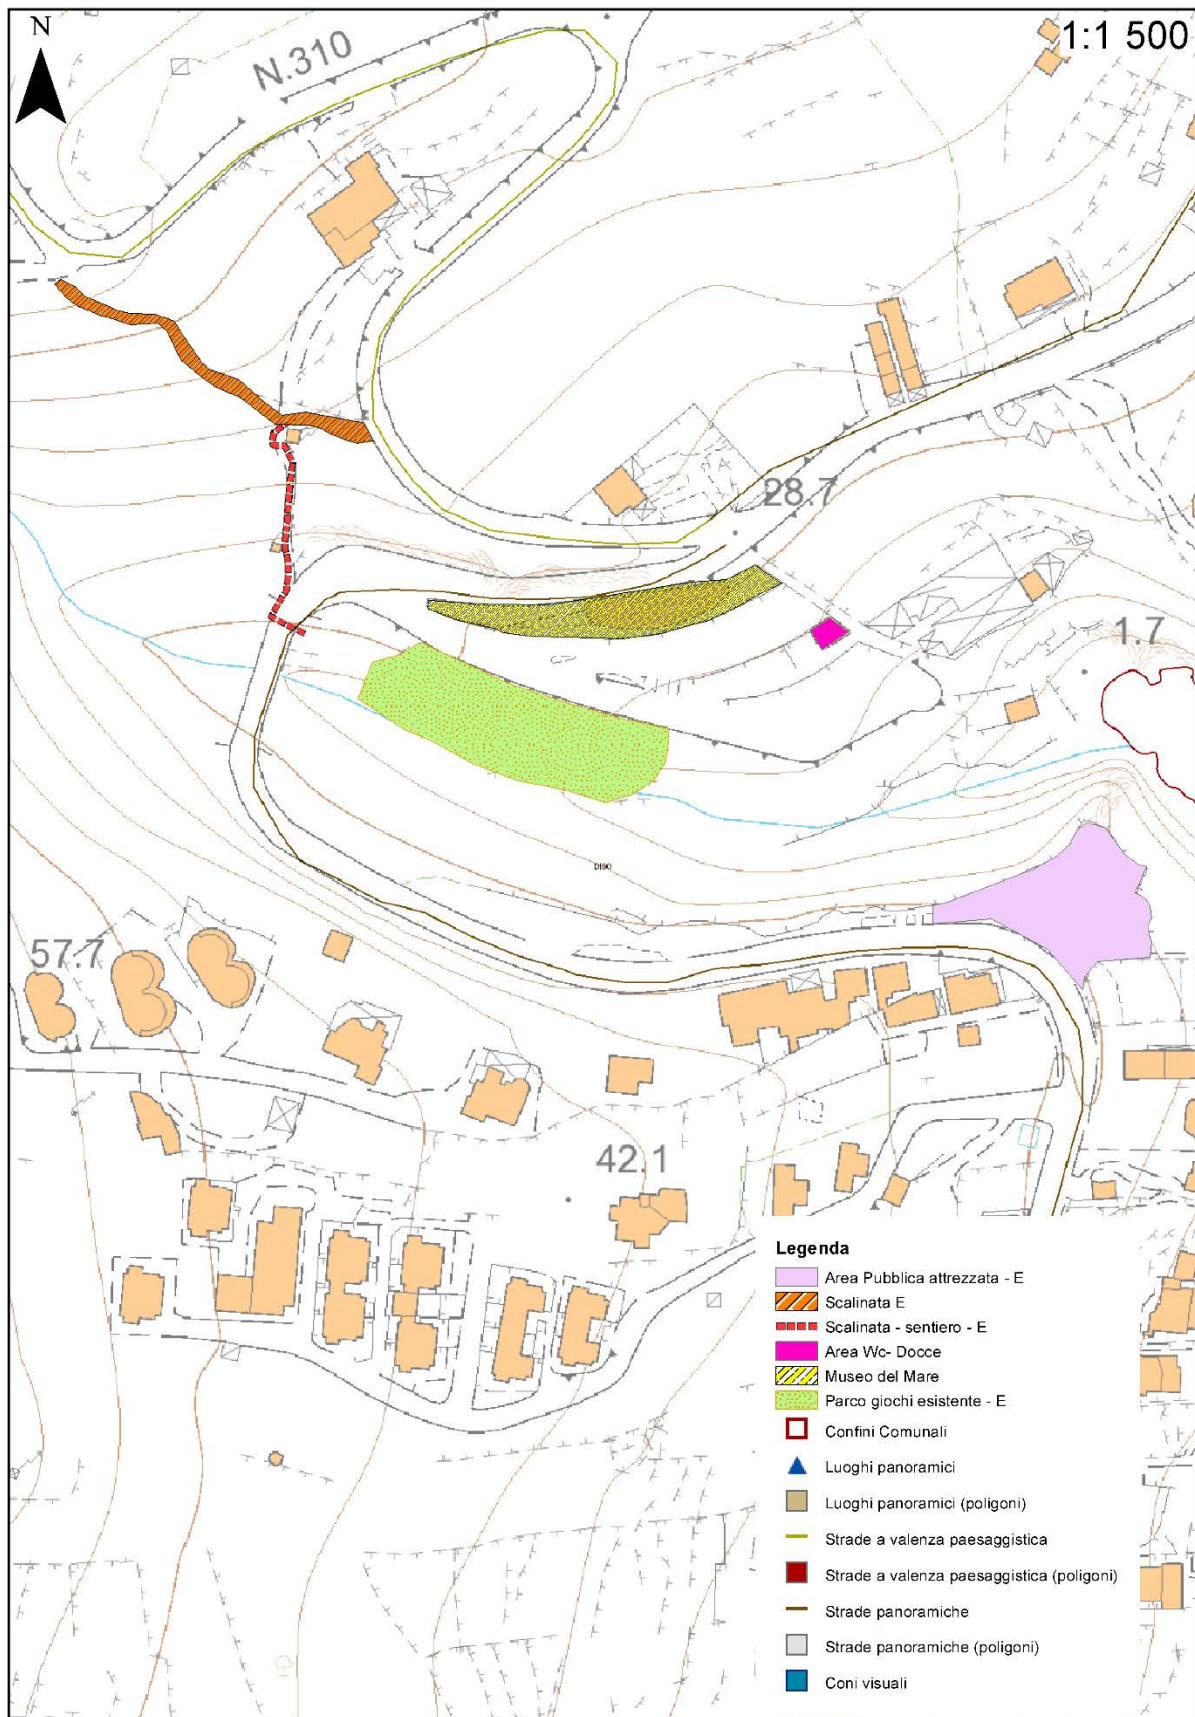 N
1:1 500
N.310
28.7
1.7
57.7
42.1
Legenda
Area Pubblica attrezzata - E
Scalinata E
Scalinata - sentiero - E
Area Wc- Docce
Museo del Mare
Parco giochi esistente - E
Confini Comunali
Luoghi panoramici
Luoghi panoramici (poligoni)
Strade a valenza paesaggistica
Strade a valenza paesaggistica (poligoni)
Strade panoramiche
Strade panoramiche (poligoni)
Coni visuali